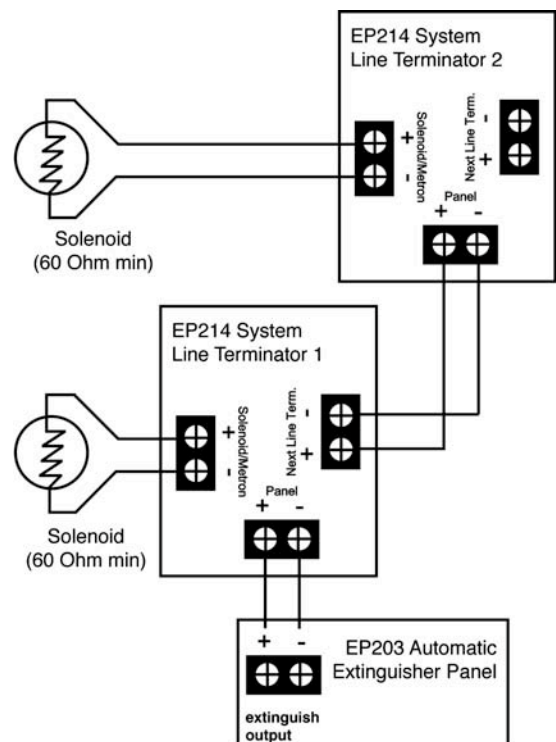 EP214 System
Line Terminator 2
+
-
Solenoid/Metron
Next Line Term.
-
+
Panel
+ -
Solenoid
(60 Ohm min)
EP214 System
Line Terminator 1
+
-
Solenoid/Metron
Next Line Term.
-
+
Panel
+ -
Solenoid
(60 Ohm min)
+ -
EP203 Automatic
Extinguisher Panel
extinguish
output